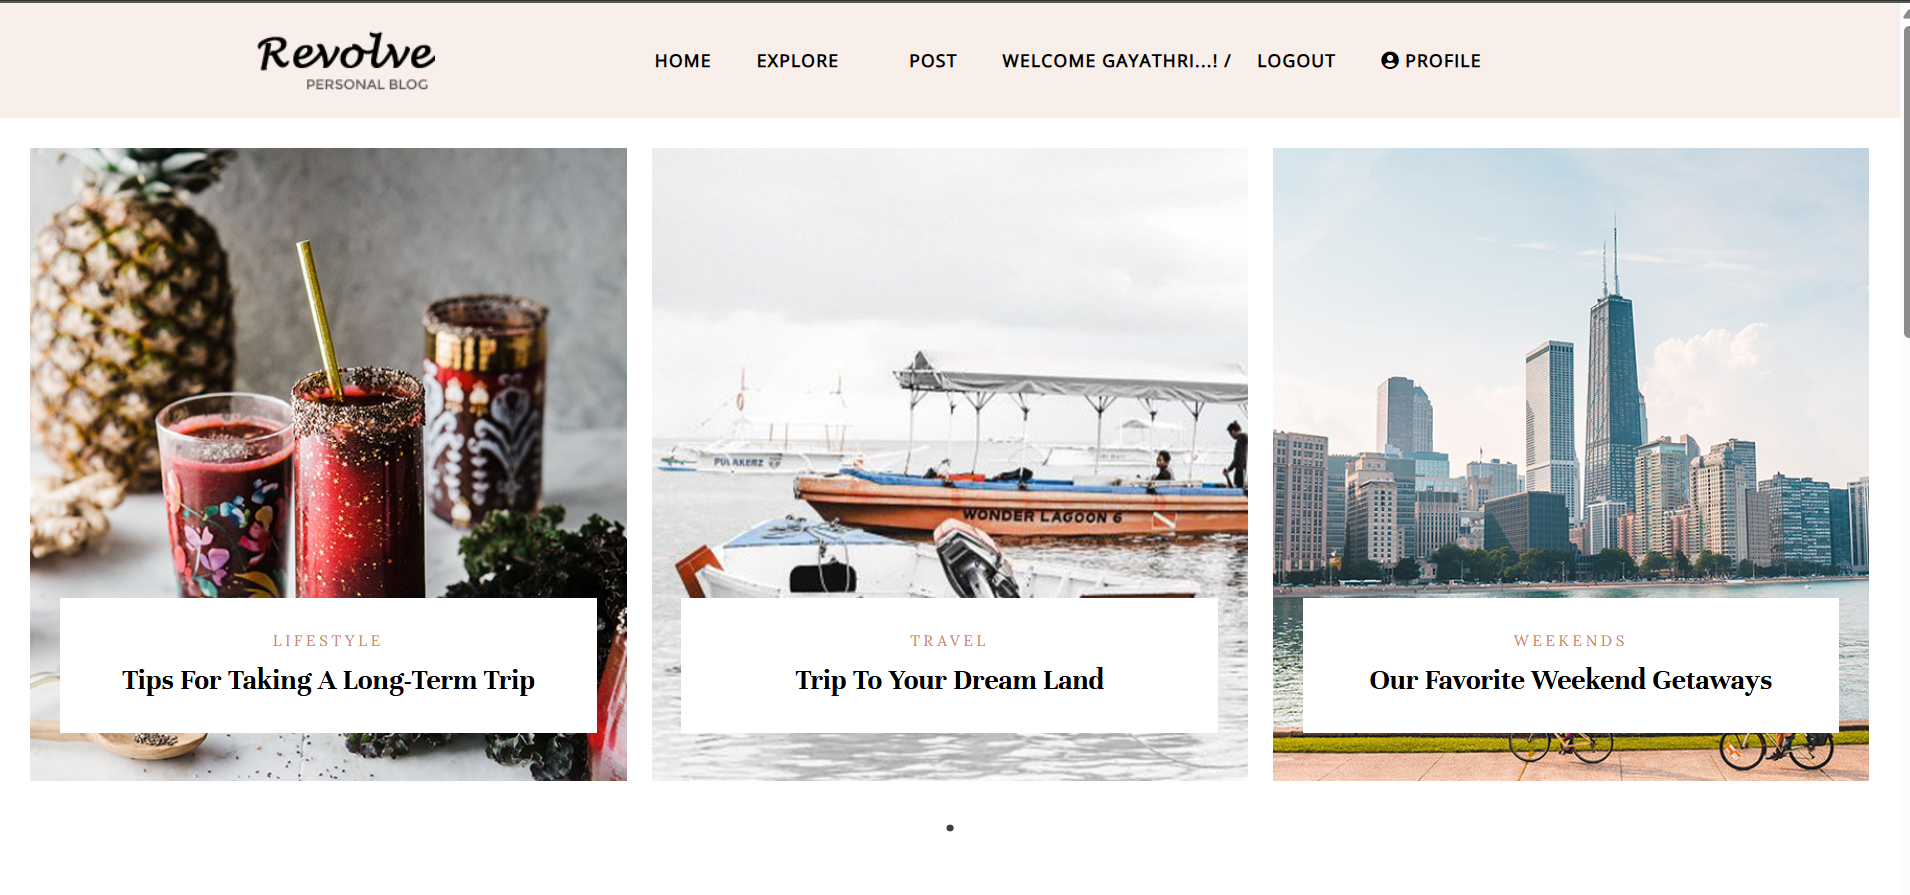 Revolve
PERSONAL BLOG
HOME EXPLORE POST WELCOME GAYATHRI...! / LOGOUT PROFILE
WONDER LAGOON 6
LIFESTYLE
Tips For Taking A Long-Term Trip
TRAVEL
Trip To Your Dream Land
WEEKENDS
Our Favorite Weekend Getaways